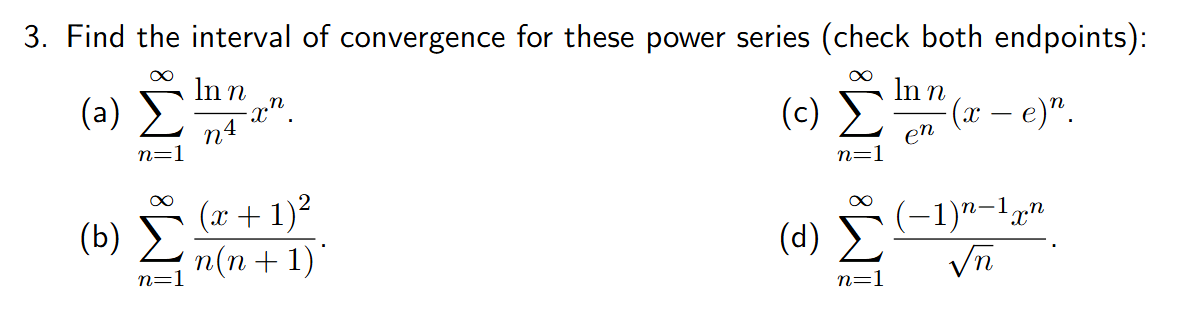 3. Find the interval of convergence for these power series (check both endpoints):
(a) $\sum_{n=1}^{\infty} \frac{\ln n}{n^4} x^n.$
(c) $\sum_{n=1}^{\infty} \frac{\ln n}{e^n} (x - e)^n.$
(b) $\sum_{n=1}^{\infty} \frac{(x + 1)^2}{n(n + 1)}.$
(d) $\sum_{n=1}^{\infty} \frac{(-1)^{n-1} x^n}{\sqrt{n}}.$